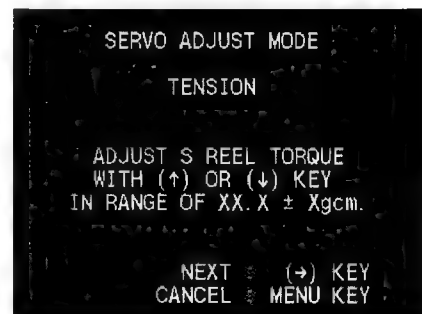 SERVO ADJUST MODE
TENSION
ADJUST S REEL TORQUE
WITH (↑) OR (↓) KEY
IN RANGE OF XX.X ± Xgcm.
NEXT : (→) KEY
CANCEL : MENU KEY